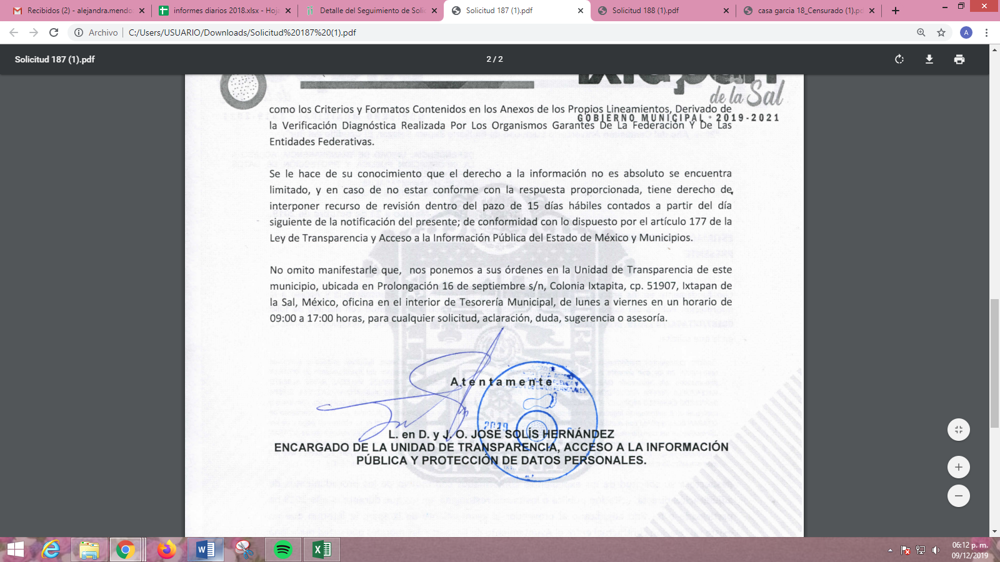 Recibidos (2) - alejandra.mendo
informes diarios 2018.xlsx - Hoj
Detalle del Seguimiento de Solic
Solicitud 187 (1).pdf
Solicitud 188 (1).pdf
casa garcia 18_Censurado (1).pd
Archivo
C:/Users/USUARIO/Downloads/Solicitud%20187%20(1).pdf
A
Solicitud 187 (1).pdf
2 / 2
Ixtapan
de la Sal
GOBIERNO MUNICIPAL • 2019-2021
como los Criterios y Formatos Contenidos en los Anexos de los Propios Lineamientos, Derivado de
la Verificación Diagnóstica Realizada Por Los Organismos Garantes De La Federación Y De Las
Entidades Federativas.
Se le hace de su conocimiento que el derecho a la información no es absoluto se encuentra
limitado, y en caso de no estar conforme con la respuesta proporcionada, tiene derecho de
interponer recurso de revisión dentro del pazo de 15 días hábiles contados a partir del día
siguiente de la notificación del presente; de conformidad con lo dispuesto por el artículo 177 de la
Ley de Transparencia y Acceso a la Información Pública del Estado de México y Municipios.
No omito manifestarle que, nos ponemos a sus órdenes en la Unidad de Transparencia de este
municipio, ubicada en Prolongación 16 de septiembre s/n, Colonia Ixtapita, cp. 51907, Ixtapan de
la Sal, México, oficina en el interior de Tesorería Municipal, de lunes a viernes en un horario de
09:00 a 17:00 horas, para cualquier solicitud, aclaración, duda, sugerencia o asesoría.
Atentamente
DE DATOS PERSONALES
2019
L. en D. y J. O. JOSÉ SOLÍS HERNÁNDEZ
ENCARGADO DE LA UNIDAD DE TRANSPARENCIA, ACCESO A LA INFORMACIÓN
PÚBLICA Y PROTECCIÓN DE DATOS PERSONALES.
06:12 p. m.
09/12/2019